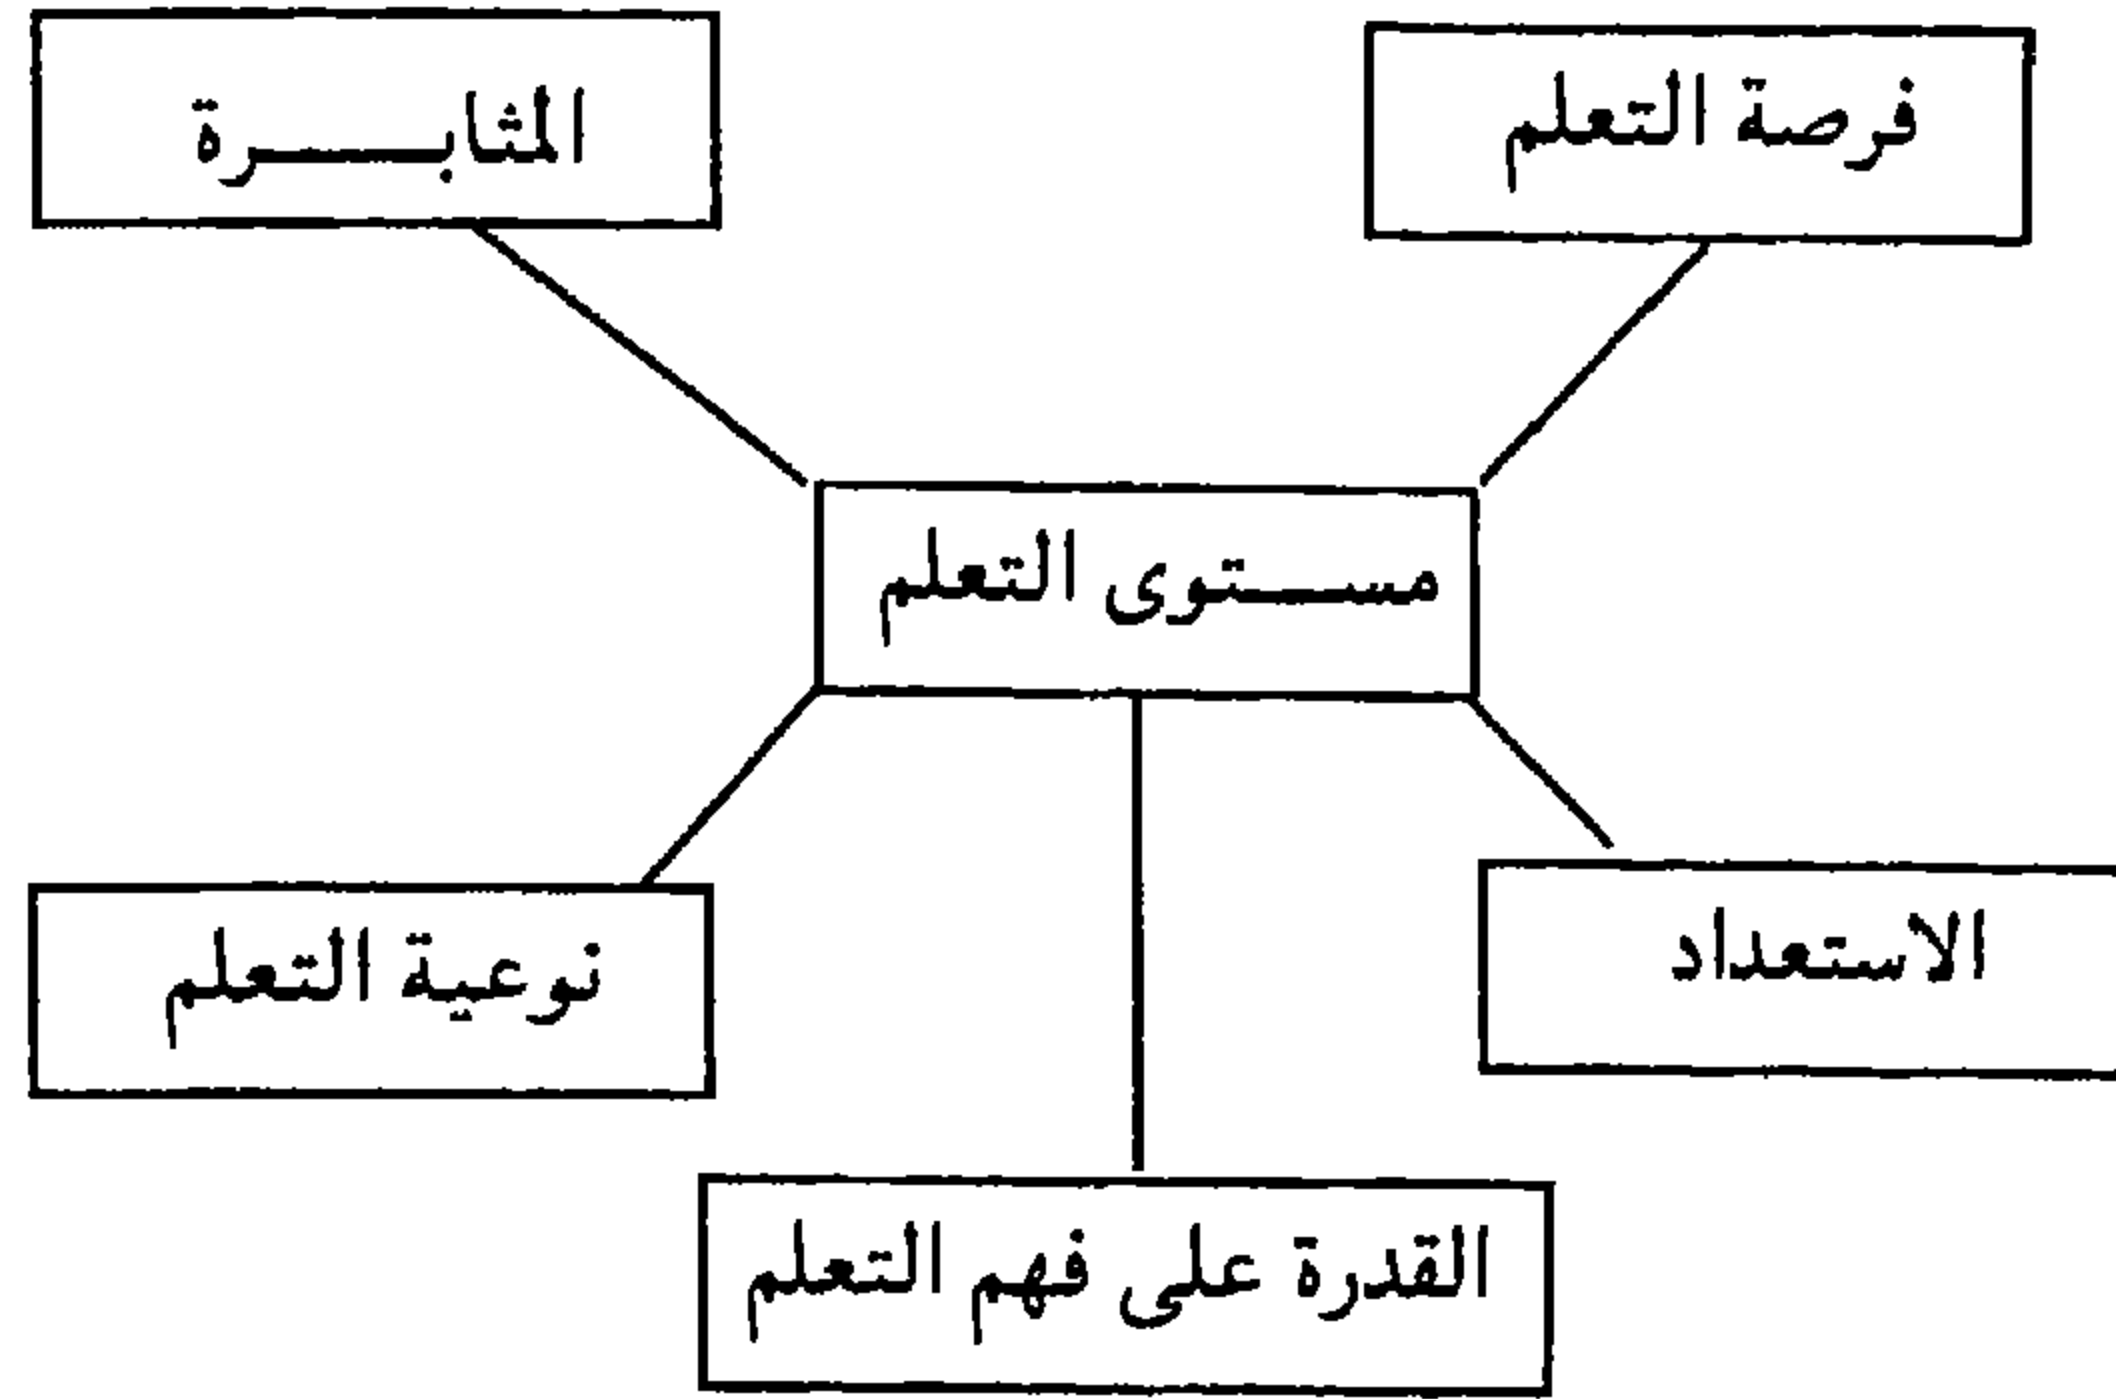 فرصة التعلم
المثابـــــرة
مســـتوى التعلم
الاستعداد
نوعية التعلم
القدرة على فهم التعلم